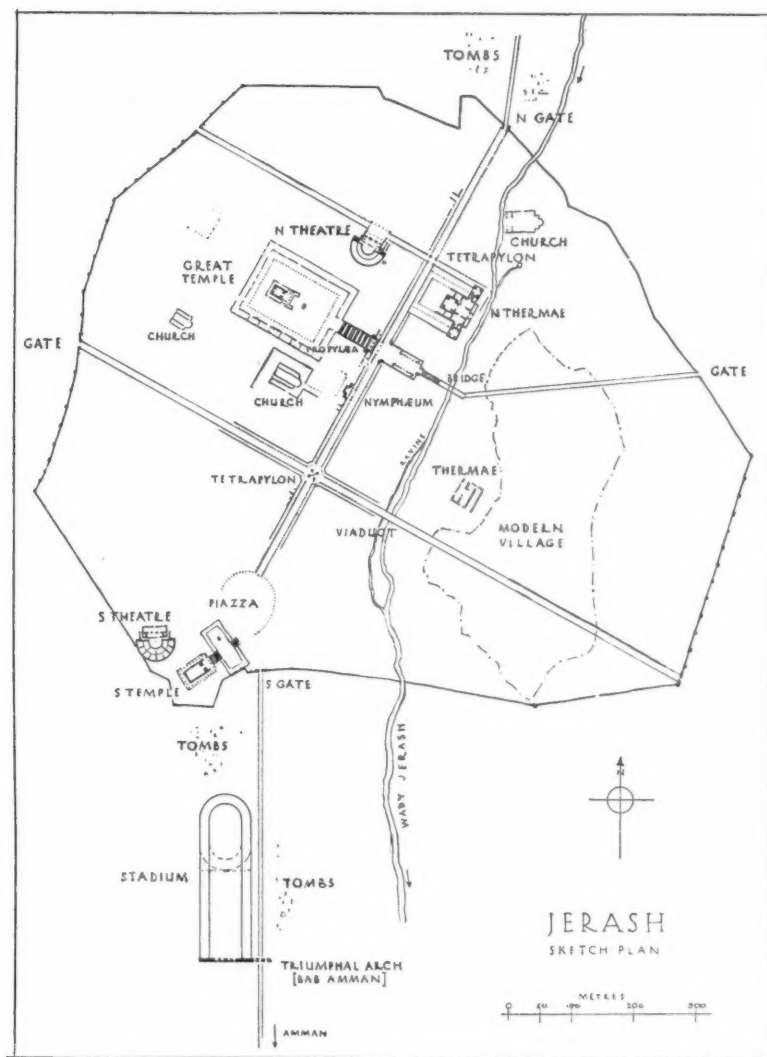 TOMBS
N GATE
CHURCH
N THEATRE
TETRAPYLON
GREAT
TEMPLE
N THERMAE
CHURCH
GATE
PROPYLÆA
BRIDGE
GATE
CHURCH
NYMPHÆUM
RAVINE
THERMAE
TETRAPYLON
MODERN
VILLAGE
VIADUCT
PIAZZA
S THEATRE
S TEMPLE
S GATE
TOMBS
WADY JERASH
N
STADIUM
TOMBS
JERASH
SKETCH PLAN
TRIUMPHAL ARCH
[BAB AMMAN]
METRES
0 50 100 200 300
AMMAN